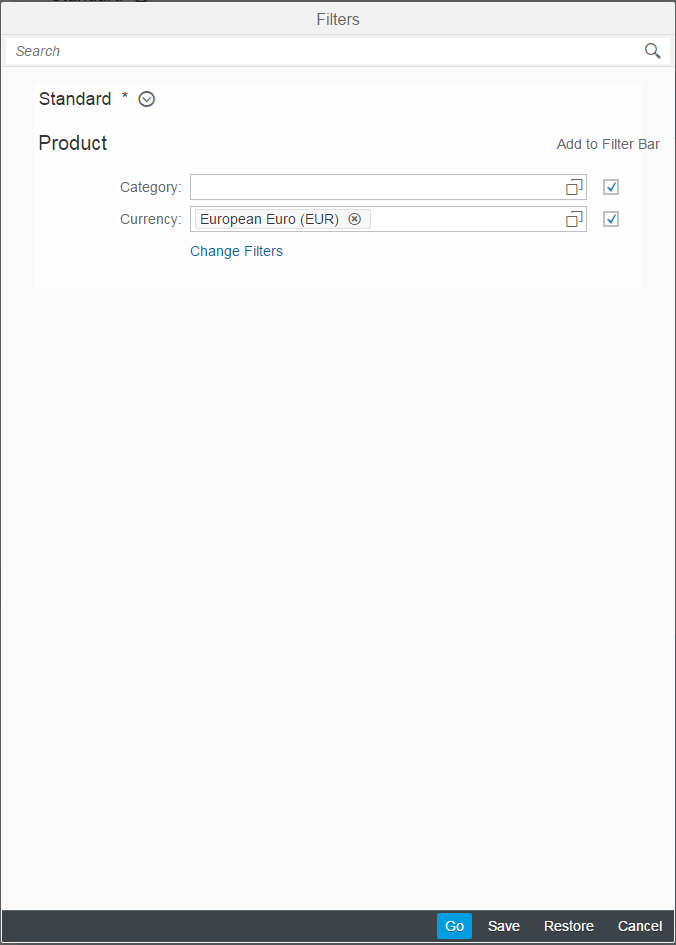 Filters
Search
Standard *
Product
Add to Filter Bar
Category:
Currency: European Euro (EUR)
Change Filters
Go Save Restore Cancel